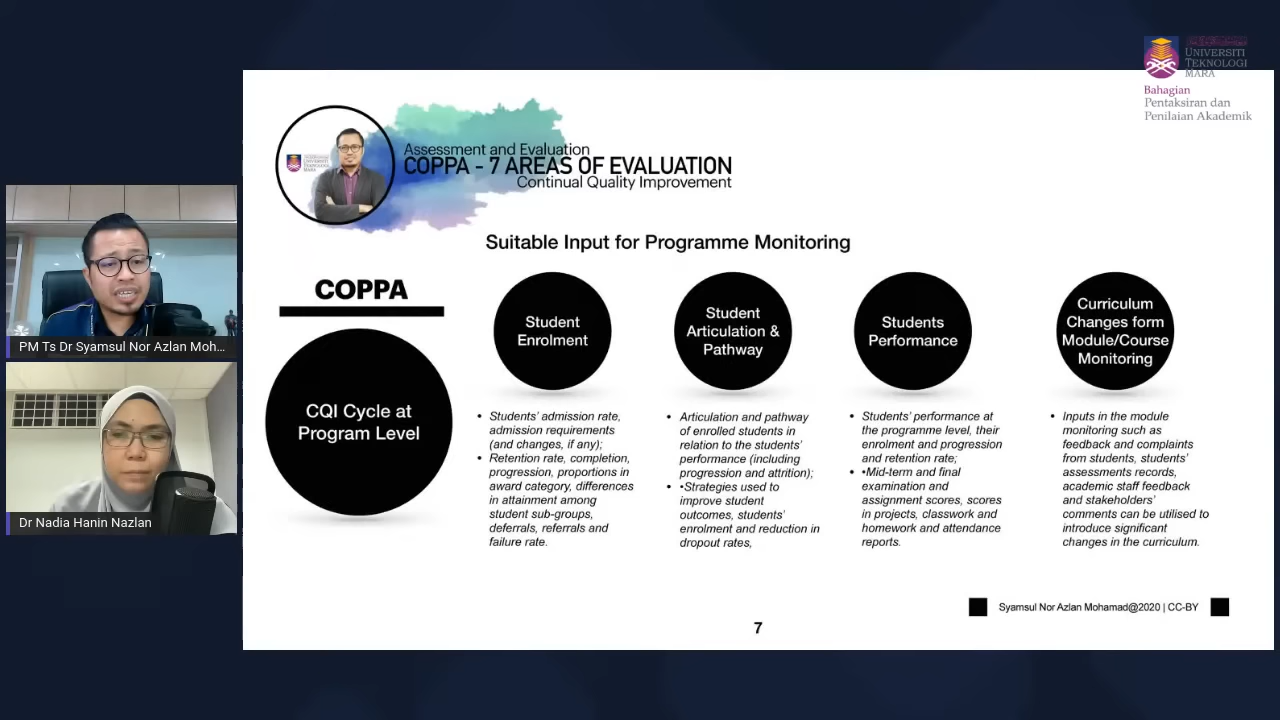 UNIVERSITI
TEKNOLOGI
MARA
Bahagian
Pentaksiran dan
Penilaian Akademik
UNIVERSITI
TEKNOLOGI
MARA
Assessment and Evaluation
COPPA - 7 AREAS OF EVALUATION
Continual Quality Improvement
Suitable Input for Programme Monitoring
COPPA
CQI Cycle at
Program Level
Student
Enrolment
• Students' admission rate,
admission requirements
(and changes, if any);
• Retention rate, completion,
progression, proportions in
award category, differences
in attainment among
student sub-groups,
deferrals, referrals and
failure rate.
Student
Articulation &
Pathway
• Articulation and pathway
of enrolled students in
relation to the students'
performance (including
progression and attrition);
• •Strategies used to
improve student
outcomes, students'
enrolment and reduction in
dropout rates,
Students
Performance
• Students' performance at
the programme level, their
enrolment and progression
and retention rate;
• •Mid-term and final
examination and
assignment scores, scores
in projects, classwork and
homework and attendance
reports.
Curriculum
Changes form
Module/Course
Monitoring
• Inputs in the module
monitoring such as
feedback and complaints
from students, students'
assessments records,
academic staff feedback
and stakeholders'
comments can be utilised to
introduce significant
changes in the curriculum.
Syamsul Nor Azlan Mohamad@2020 | CC-BY
7
PM Ts Dr Syamsul Nor Azlan Moh...
Dr Nadia Hanin Nazlan